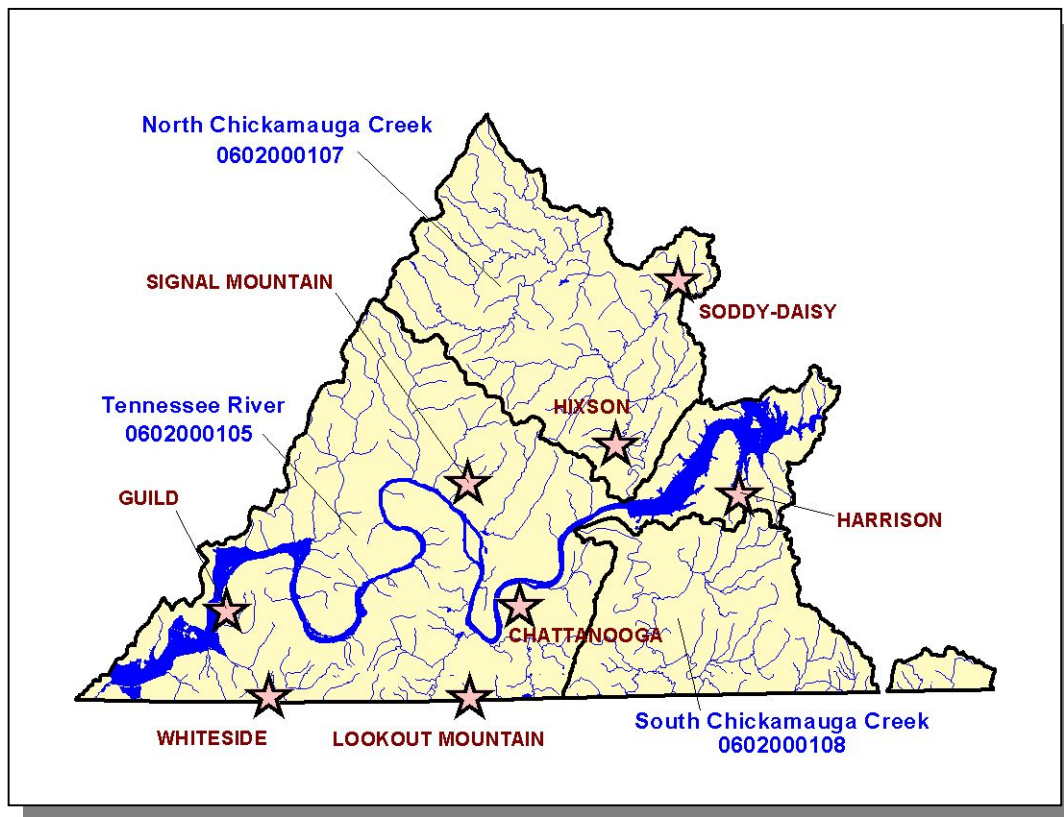 North Chickamauga Creek
0602000107
SIGNAL MOUNTAIN
SODDY-DAISY
Tennessee River
0602000105
HIXSON
GUILD
HARRISON
CHATTANOOGA
WHITESIDE
LOOKOUT MOUNTAIN
South Chickamauga Creek
0602000108